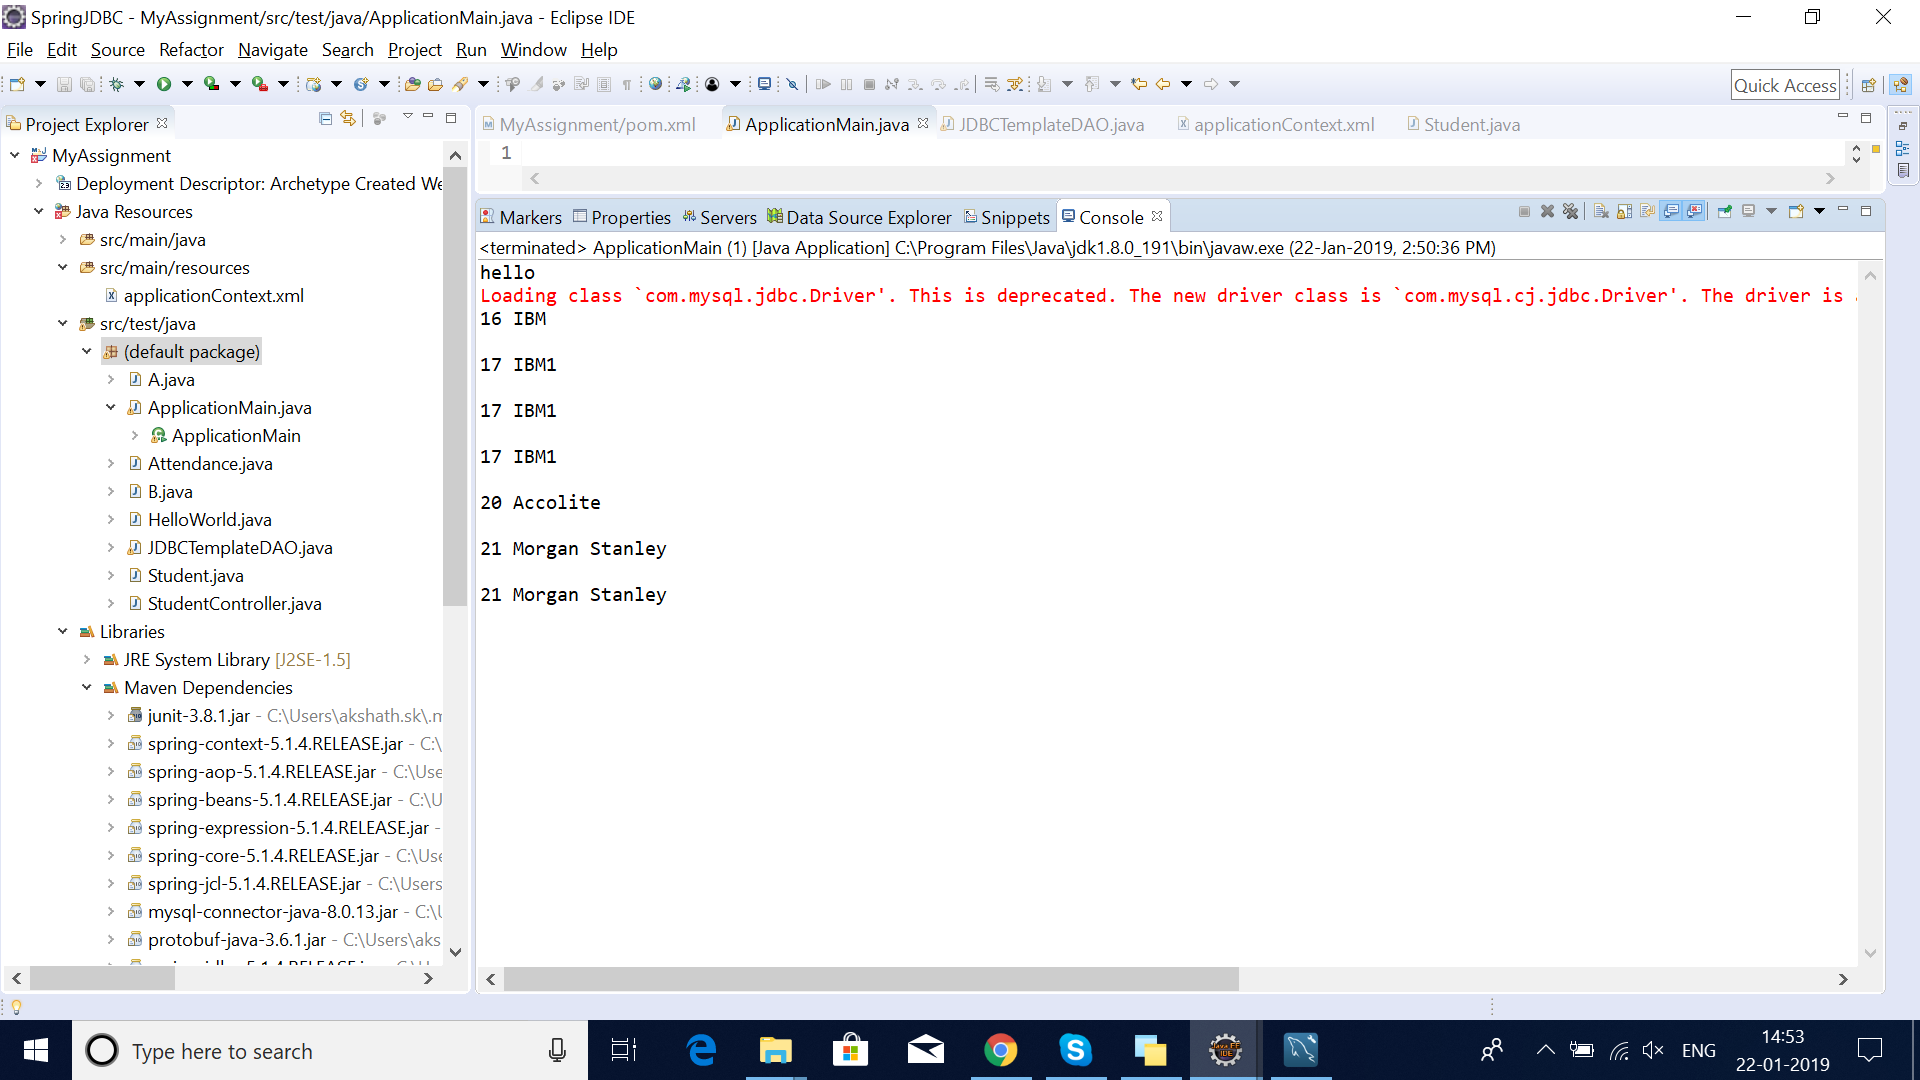 SpringJDBC - MyAssignment/src/test/java/ApplicationMain.java - Eclipse IDE
File Edit Source Refactor Navigate Search Project Run Window Help
Quick Access
Project Explorer
MyAssignment
Deployment Descriptor: Archetype Created We
Java Resources
src/main/java
src/main/resources
applicationContext.xml
src/test/java
(default package)
A.java
ApplicationMain.java
ApplicationMain
Attendance.java
B.java
HelloWorld.java
JDBCTemplateDAO.java
Student.java
StudentController.java
Libraries
JRE System Library [J2SE-1.5]
Maven Dependencies
junit-3.8.1.jar - C:\Users\akshath.sk\.m
spring-context-5.1.4.RELEASE.jar - C:\
spring-aop-5.1.4.RELEASE.jar - C:\Use
spring-beans-5.1.4.RELEASE.jar - C:\U
spring-expression-5.1.4.RELEASE.jar -
spring-core-5.1.4.RELEASE.jar - C:\Use
spring-jcl-5.1.4.RELEASE.jar - C:\Users
mysql-connector-java-8.0.13.jar - C:\U
protobuf-java-3.6.1.jar - C:\Users\aks
MyAssignment/pom.xml ApplicationMain.java JDBCTemplateDAO.java applicationContext.xml Student.java
1
Markers Properties Servers Data Source Explorer Snippets Console
<terminated> ApplicationMain (1) [Java Application] C:\Program Files\Java\jdk1.8.0_191\bin\javaw.exe (22-Jan-2019, 2:50:36 PM)
hello
Loading class `com.mysql.jdbc.Driver'. This is deprecated. The new driver class is `com.mysql.cj.jdbc.Driver'. The driver is
16 IBM
17 IBM1
17 IBM1
17 IBM1
20 Accolite
21 Morgan Stanley
21 Morgan Stanley
Type here to search
ENG
14:53
22-01-2019